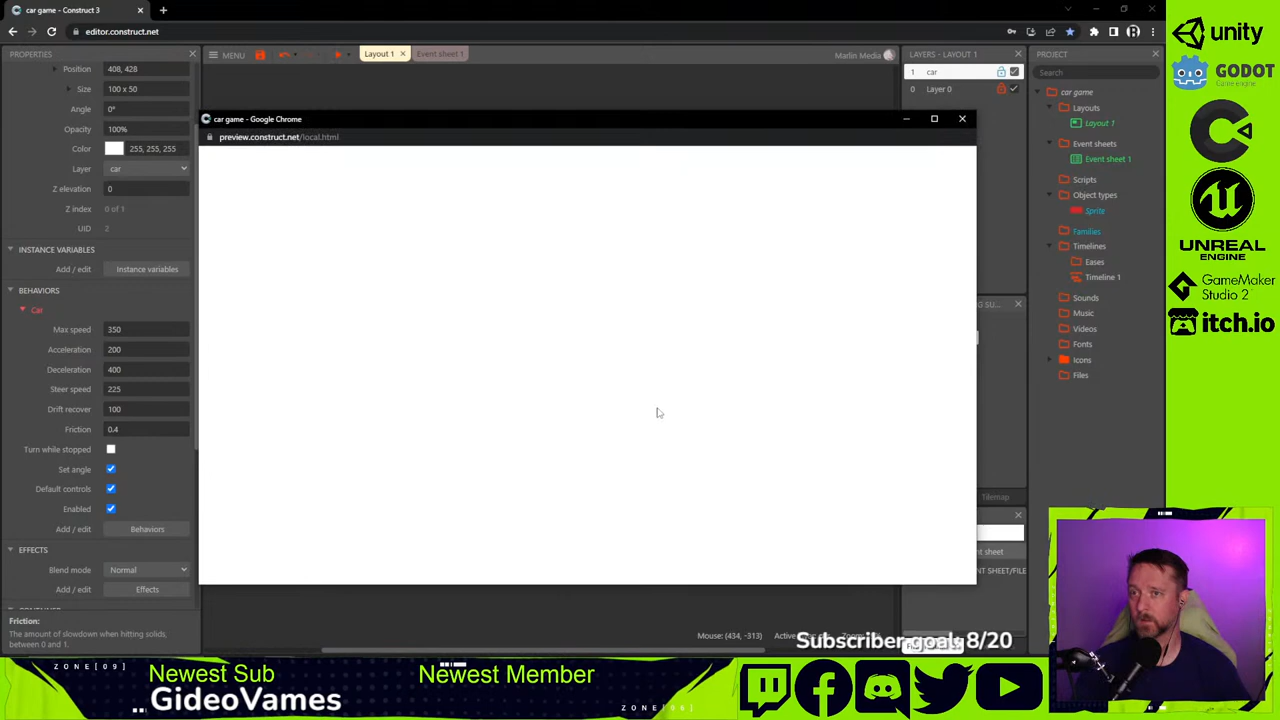 car game - Construct 3
editor.construct.net
PROPERTIES
MENU
Layout 1
Event sheet 1
Marlin Media
LAYERS - LAYOUT 1
PROJECT
Position 408, 428
Size 100 x 50
Angle 0°
Opacity 100%
Color 255, 255, 255
Layer car
Z elevation 0
Z index 0 of 1
UID 2
INSTANCE VARIABLES
Add / edit Instance variables
BEHAVIORS
Car
Max speed 350
Acceleration 200
Deceleration 400
Steer speed 225
Drift recover 100
Friction 0.4
Turn while stopped
Set angle
Default controls
Enabled
Add / edit Behaviors
EFFECTS
Blend mode Normal
Add / edit Effects
Friction:
The amount of slowdown when hitting solids,
between 0 and 1.
car game - Google Chrome
preview.construct.net/local.html
1 car
0 Layer 0
Tilemap
Mouse: (434, -313)
Search
car game
Layouts
Layout 1
Event sheets
Event sheet 1
Scripts
Object types
Sprite
Families
Timelines
Eases
Timeline 1
Sounds
Music
Videos
Fonts
Icons
Files
unity
GODOT
Game engine
UNREAL
ENGINE
GameMaker
Studio 2
itch.io
Subscriber goals 8/20
ZONE[09]
Newest Sub
GideoVames
Newest Member
ZONE[06]